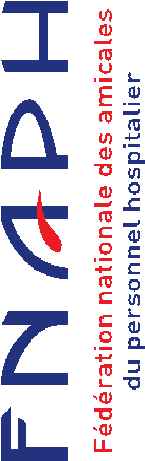 FNAPH
Fédération nationale des amicales
du personnel hospitalier